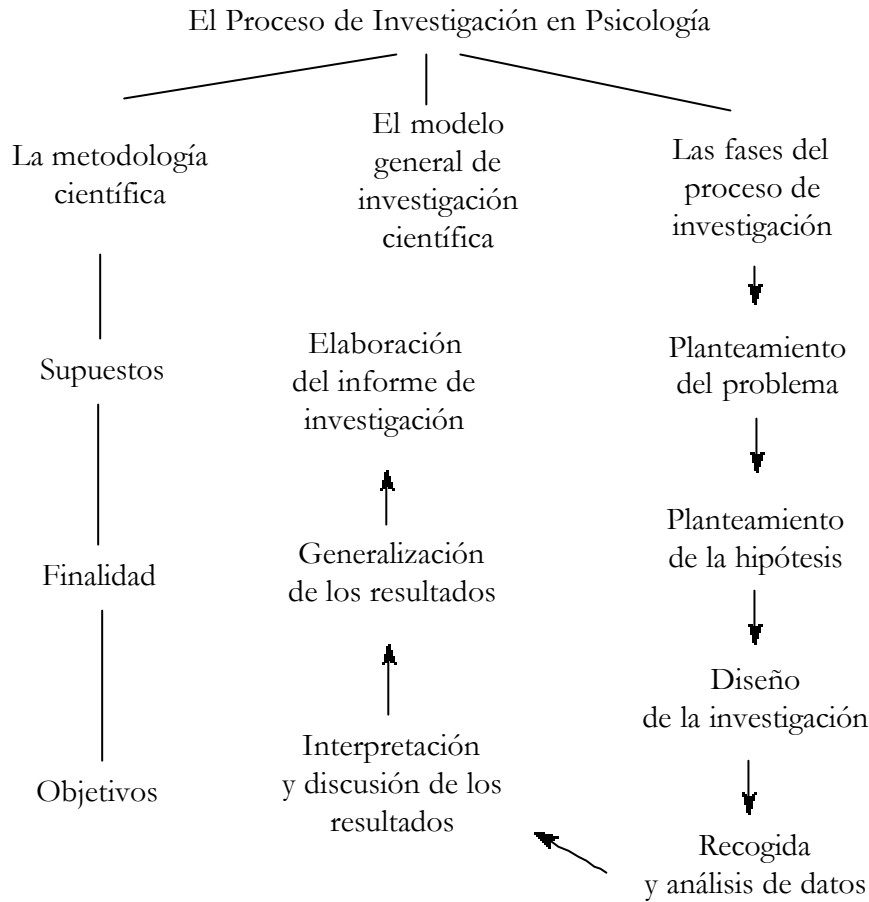 El Proceso de Investigación en Psicología
La metodología
científica
El modelo
general de
investigación
científica
Las fases del
proceso de
investigación
Supuestos
Finalidad
Objetivos
Planteamiento
del problema
Planteamiento
de la hipótesis
Diseño
de la investigación
Recogida
y análisis de datos
Interpretación
y discusión de los
resultados
Generalización
de los resultados
Elaboración
del informe de
investigación